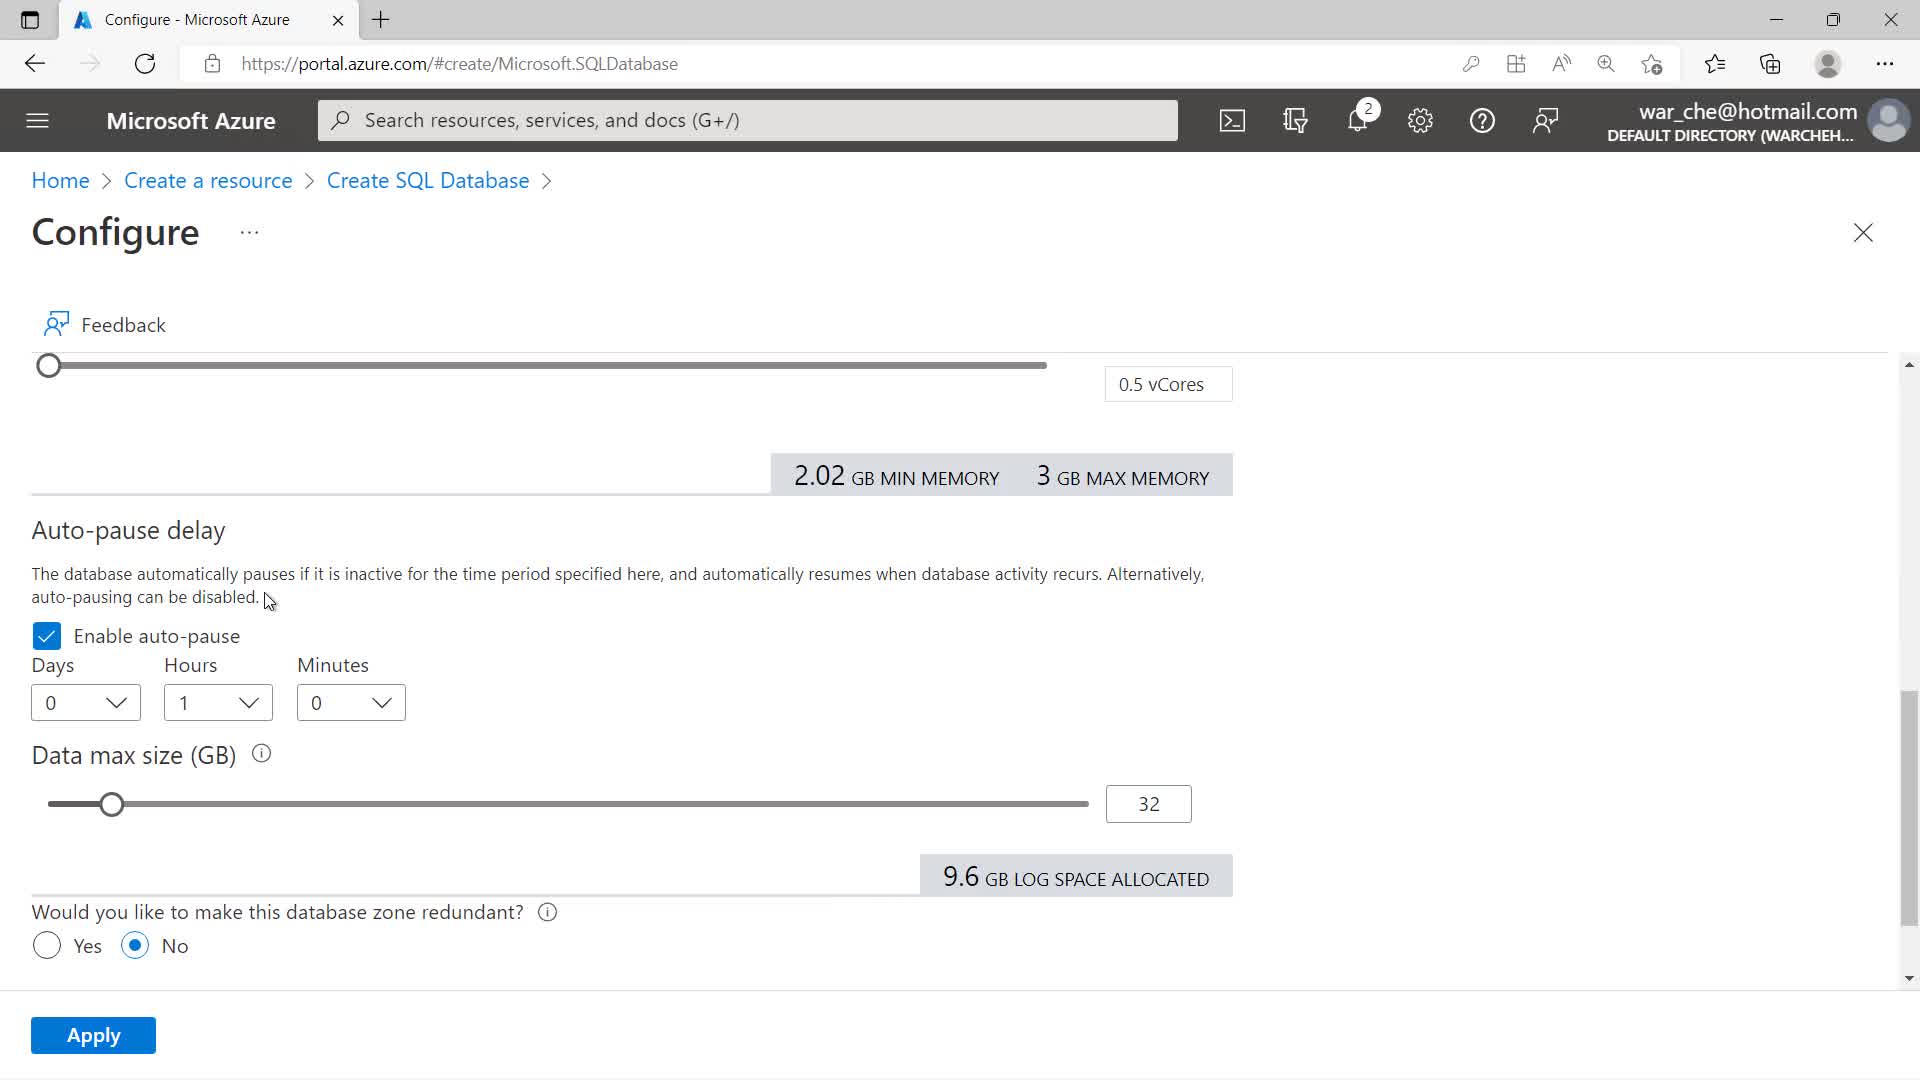 Configure - Microsoft Azure
https://portal.azure.com/#create/Microsoft.SQLDatabase
Microsoft Azure
Search resources, services, and docs (G+/)
2
war_che@hotmail.com
DEFAULT DIRECTORY (WARCHEH...
Home > Create a resource > Create SQL Database >
Configure ...
Feedback
0.5 vCores
2.02 GB MIN MEMORY 3 GB MAX MEMORY
Auto-pause delay
The database automatically pauses if it is inactive for the time period specified here, and automatically resumes when database activity recurs. Alternatively,
auto-pausing can be disabled.
Enable auto-pause
Days Hours Minutes
0 1 0
Data max size (GB)
32
9.6 GB LOG SPACE ALLOCATED
Would you like to make this database zone redundant?
Yes No
Apply